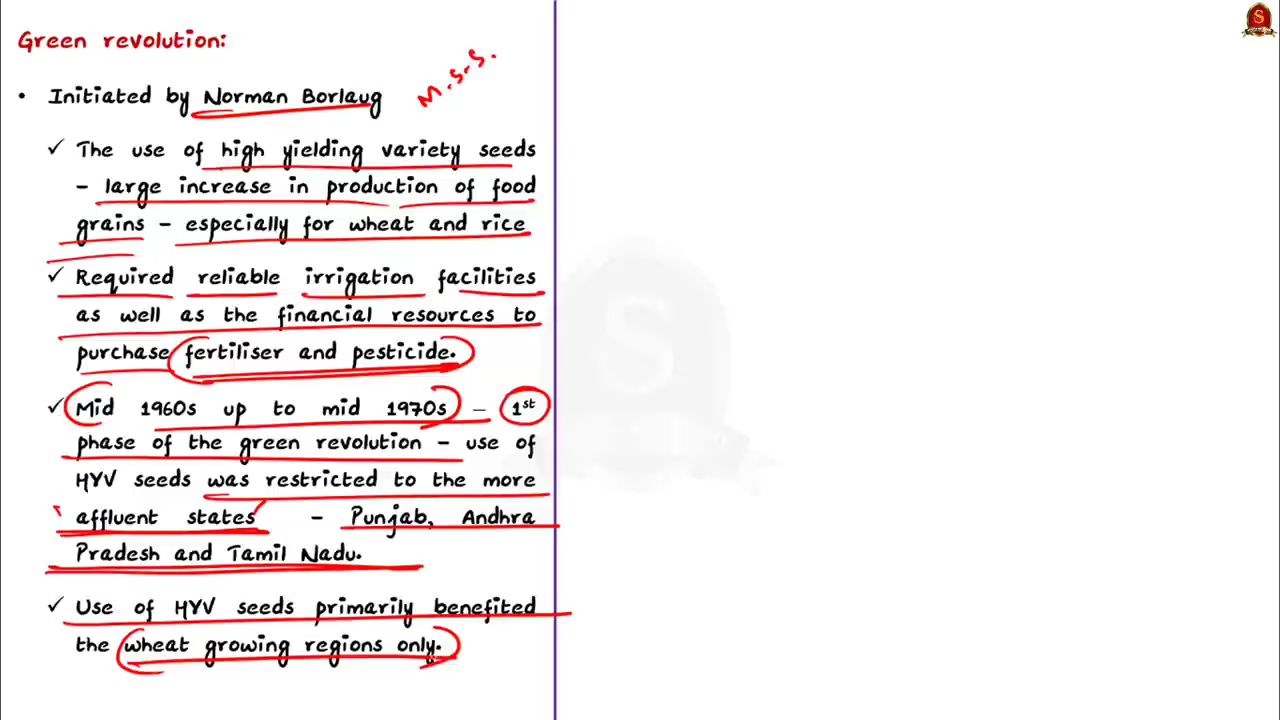 Green revolution:
M.S.S.
• Initiated by Norman Borlaug
✓ The use of high yielding variety seeds
- large increase in production of food
grains - especially for wheat and rice
✓ Required reliable irrigation facilities
as well as the financial resources to
purchase fertiliser and pesticide.
✓ Mid 1960s up to mid 1970s - 1st
phase of the green revolution - use of
HYV seeds was restricted to the more
affluent states - Punjab, Andhra
Pradesh and Tamil Nadu.
✓ Use of HYV seeds primarily benefited
the wheat growing regions only.
S
S